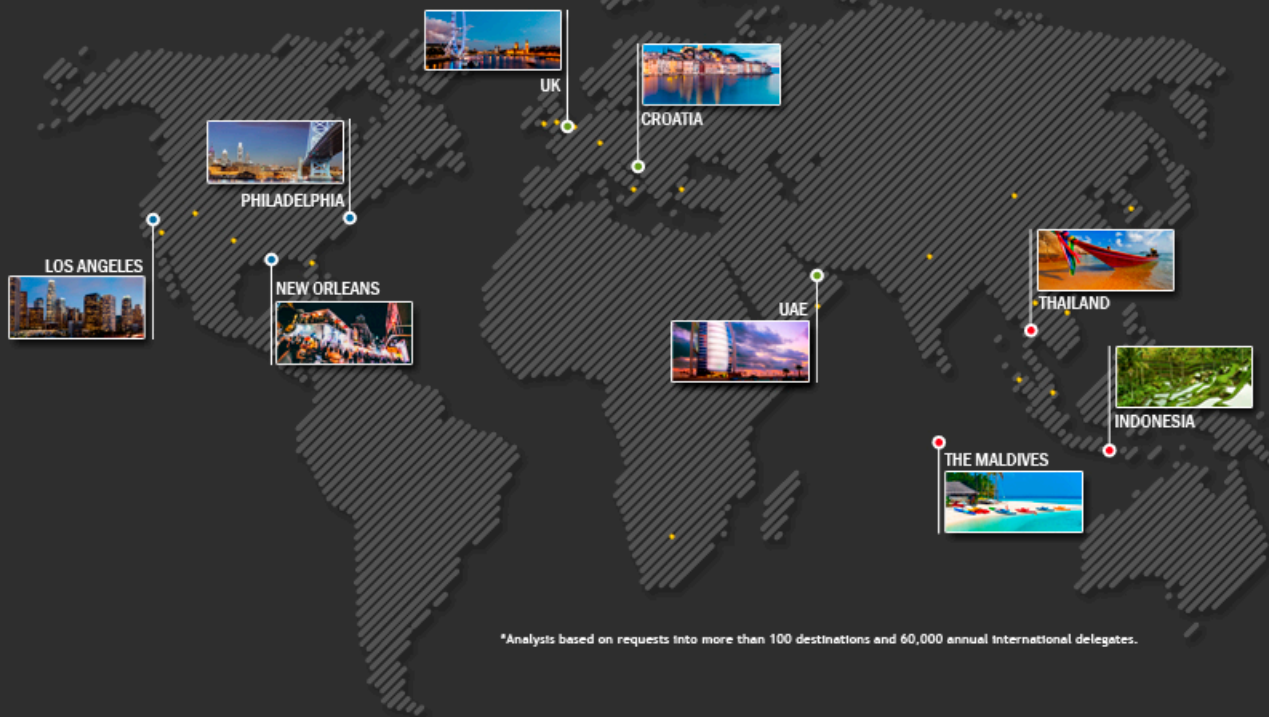 UK
CROATIA
PHILADELPHIA
LOS ANGELES
NEW ORLEANS
UAE
THAILAND
INDONESIA
THE MALDIVES
*Analysis based on requests into more than 100 destinations and 60,000 annual international delegates.